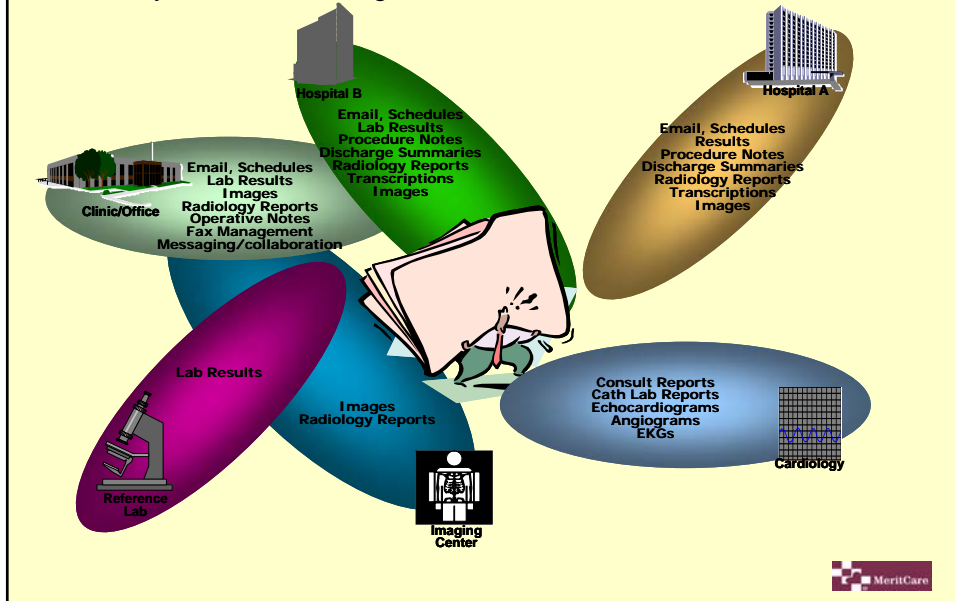 Hospital B
Email, Schedules
Lab Results
Procedure Notes
Discharge Summaries
Radiology Reports
Transcriptions
Images
Hospital A
Email, Schedules
Results
Procedure Notes
Discharge Summaries
Radiology Reports
Transcriptions
Images
Clinic/Office
Email, Schedules
Lab Results
Images
Radiology Reports
Operative Notes
Fax Management
Messaging/collaboration
Lab Results
Reference
Lab
Images
Radiology Reports
Imaging
Center
Consult Reports
Cath Lab Reports
Echocardiograms
Angiograms
EKGs
Cardiology
MeritCare